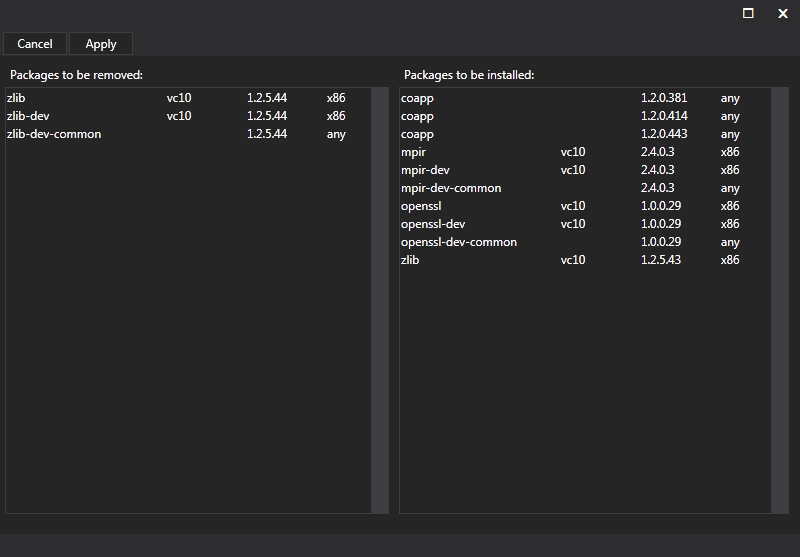 Cancel Apply
Packages to be removed:
zlib vc10 1.2.5.44 x86
zlib-dev vc10 1.2.5.44 x86
zlib-dev-common 1.2.5.44 any
Packages to be installed:
coapp 1.2.0.381 any
coapp 1.2.0.414 any
coapp 1.2.0.443 any
mpir vc10 2.4.0.3 x86
mpir-dev vc10 2.4.0.3 x86
mpir-dev-common 2.4.0.3 any
openssl vc10 1.0.0.29 x86
openssl-dev vc10 1.0.0.29 x86
openssl-dev-common 1.0.0.29 any
zlib vc10 1.2.5.43 x86